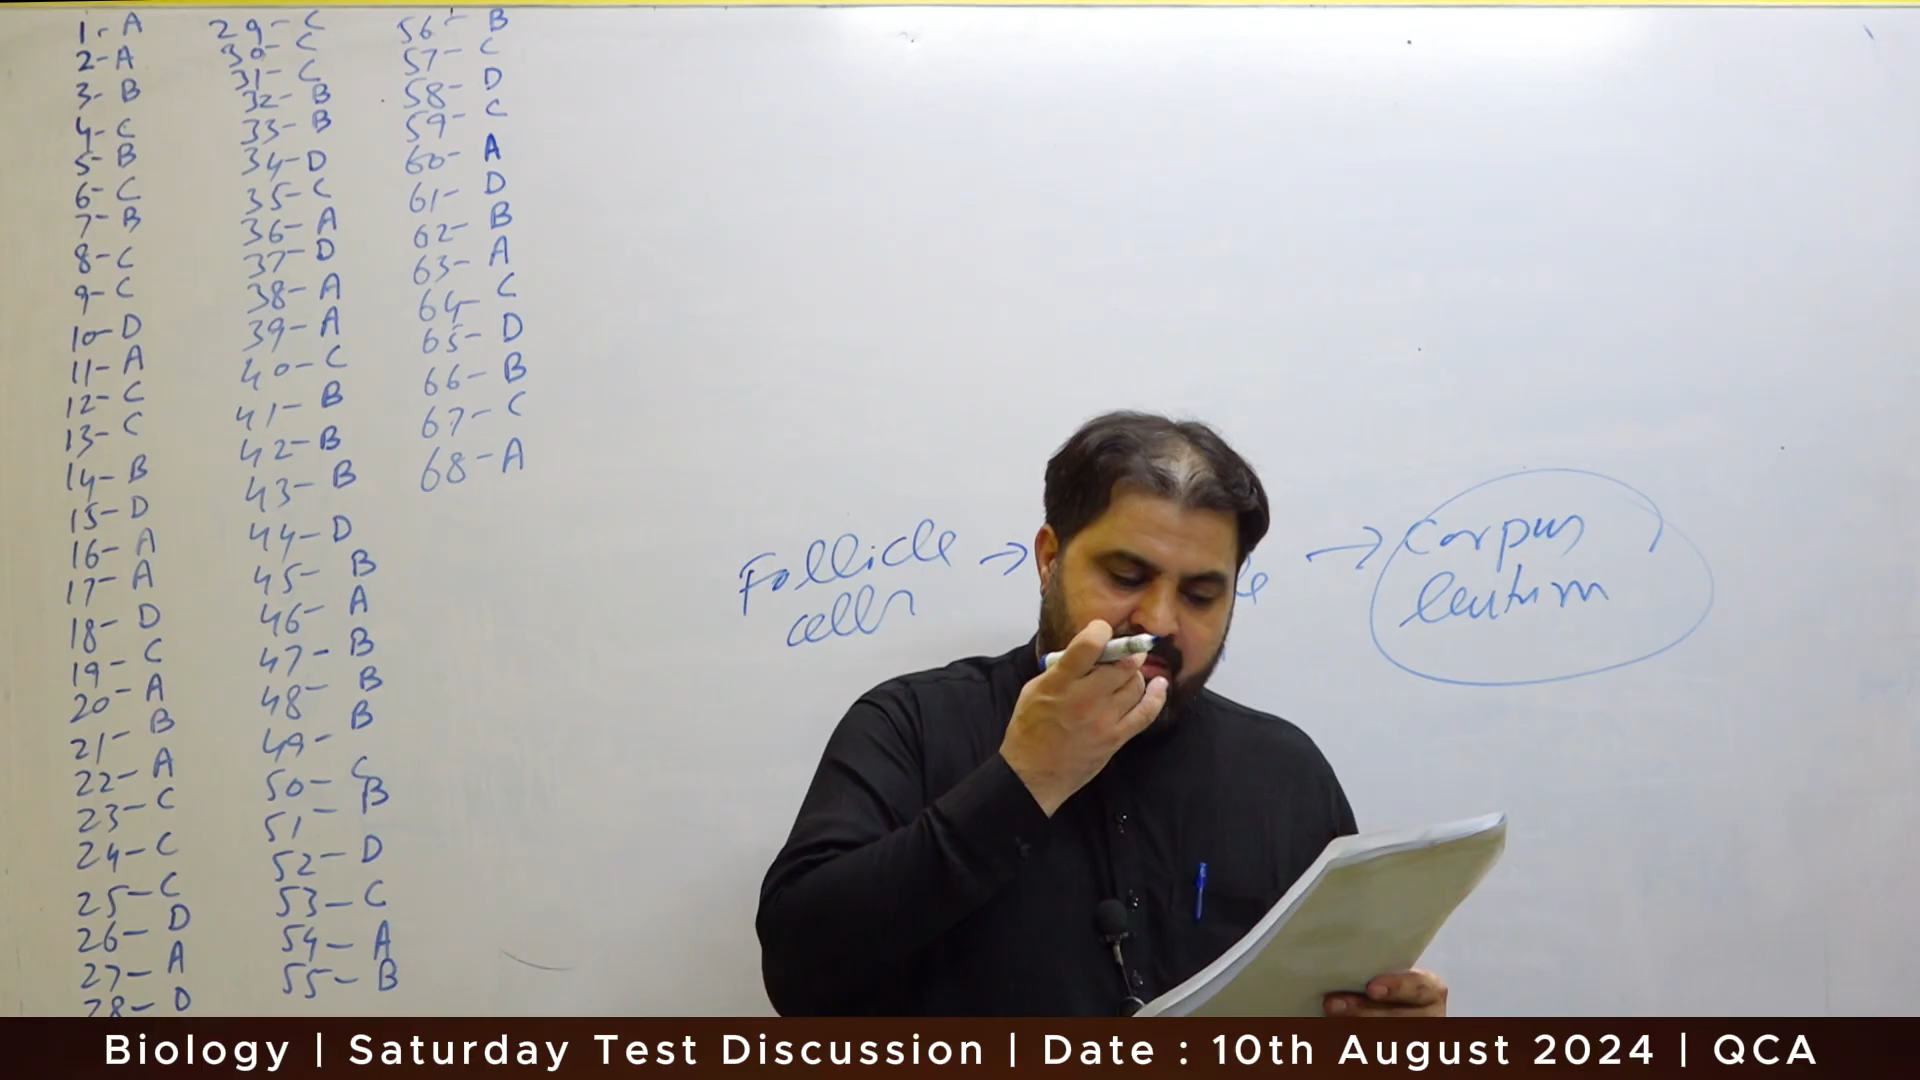 1- A
2- A
3- B
4- C
5- B
6- C
7- B
8- C
9- C
10- D
11- A
12- C
13- C
14- B
15- D
16- A
17- A
18- D
19- C
20- A
21- B
22- A
23- C
24- C
25- C
26- D
27- A
28- D
29- C
30- C
31- C
32- B
33- B
34- D
35- C
36- A
37- D
38- A
39- A
40- C
41- B
42- B
43- B
44- D
45- B
46- A
47- B
48- B
49- B
50- C
51- B
52- D
53- C
54- A
55- B
56- B
57- C
58- D
59- C
60- A
61- D
62- B
63- A
64- C
65- D
66- B
67- C
68- A
Follicle → → corpus
cells leutum
Biology | Saturday Test Discussion | Date : 10th August 2024 | QCA